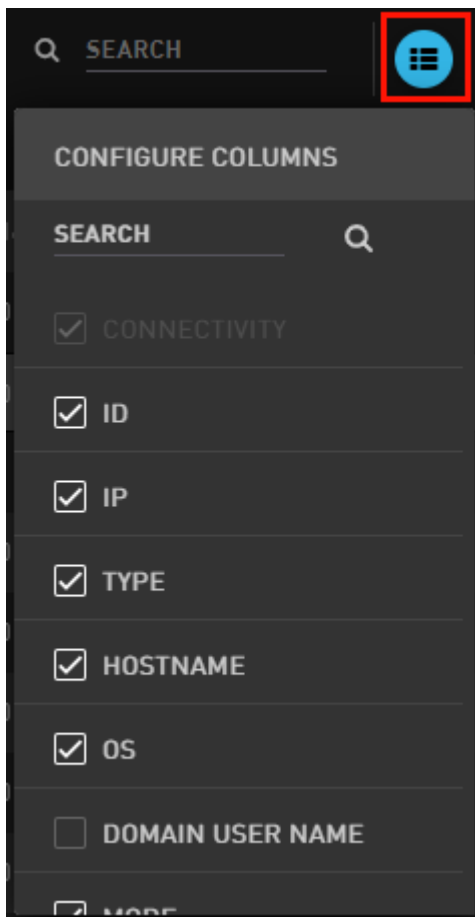 SEARCH
CONFIGURE COLUMNS
SEARCH
CONNECTIVITY
ID
IP
TYPE
HOSTNAME
OS
DOMAIN USER NAME